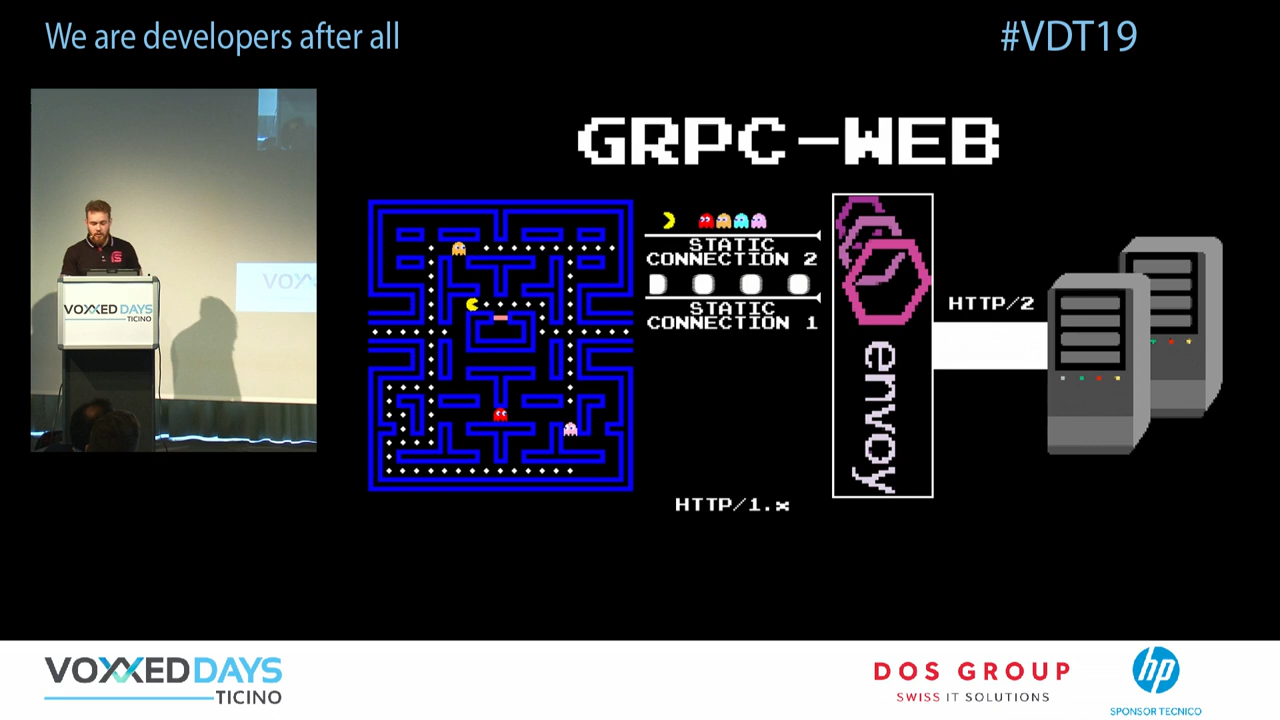 We are developers after all
#VDT19
GRPC-WEB
STATIC
CONNECTION 2
STATIC
CONNECTION 1
HTTP/1.x
envoy
HTTP/2
VOXXED DAYS
TICINO
VOXXED DAYS
TICINO
DOS GROUP
SWISS IT SOLUTIONS
hp
SPONSOR TECNICO